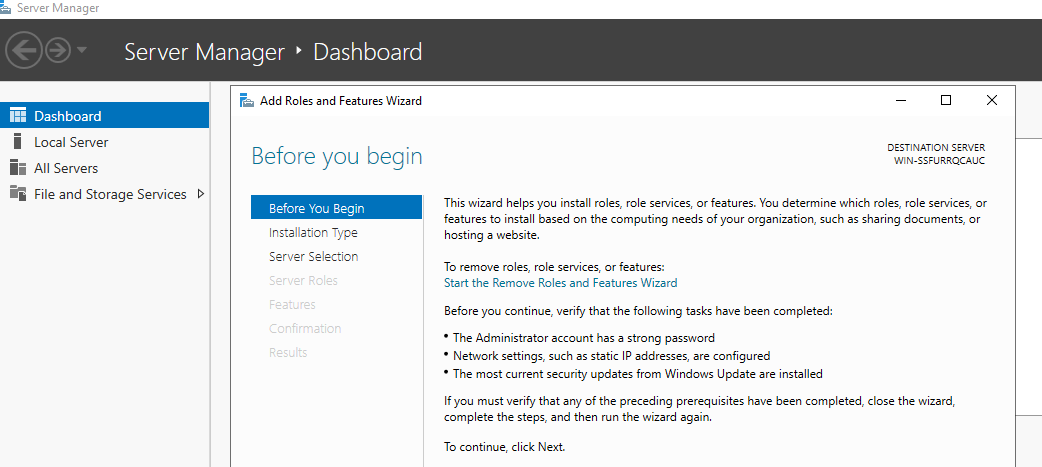 Server Manager
Server Manager ‣ Dashboard
Dashboard
Local Server
All Servers
File and Storage Services
Add Roles and Features Wizard
Before you begin
DESTINATION SERVER
WIN-SSFURRQCAUC
Before You Begin
Installation Type
Server Selection
Server Roles
Features
Confirmation
Results
This wizard helps you install roles, role services, or features. You determine which roles, role services, or
features to install based on the computing needs of your organization, such as sharing documents, or
hosting a website.
To remove roles, role services, or features:
Start the Remove Roles and Features Wizard
Before you continue, verify that the following tasks have been completed:
• The Administrator account has a strong password
• Network settings, such as static IP addresses, are configured
• The most current security updates from Windows Update are installed
If you must verify that any of the preceding prerequisites have been completed, close the wizard,
complete the steps, and then run the wizard again.
To continue, click Next.